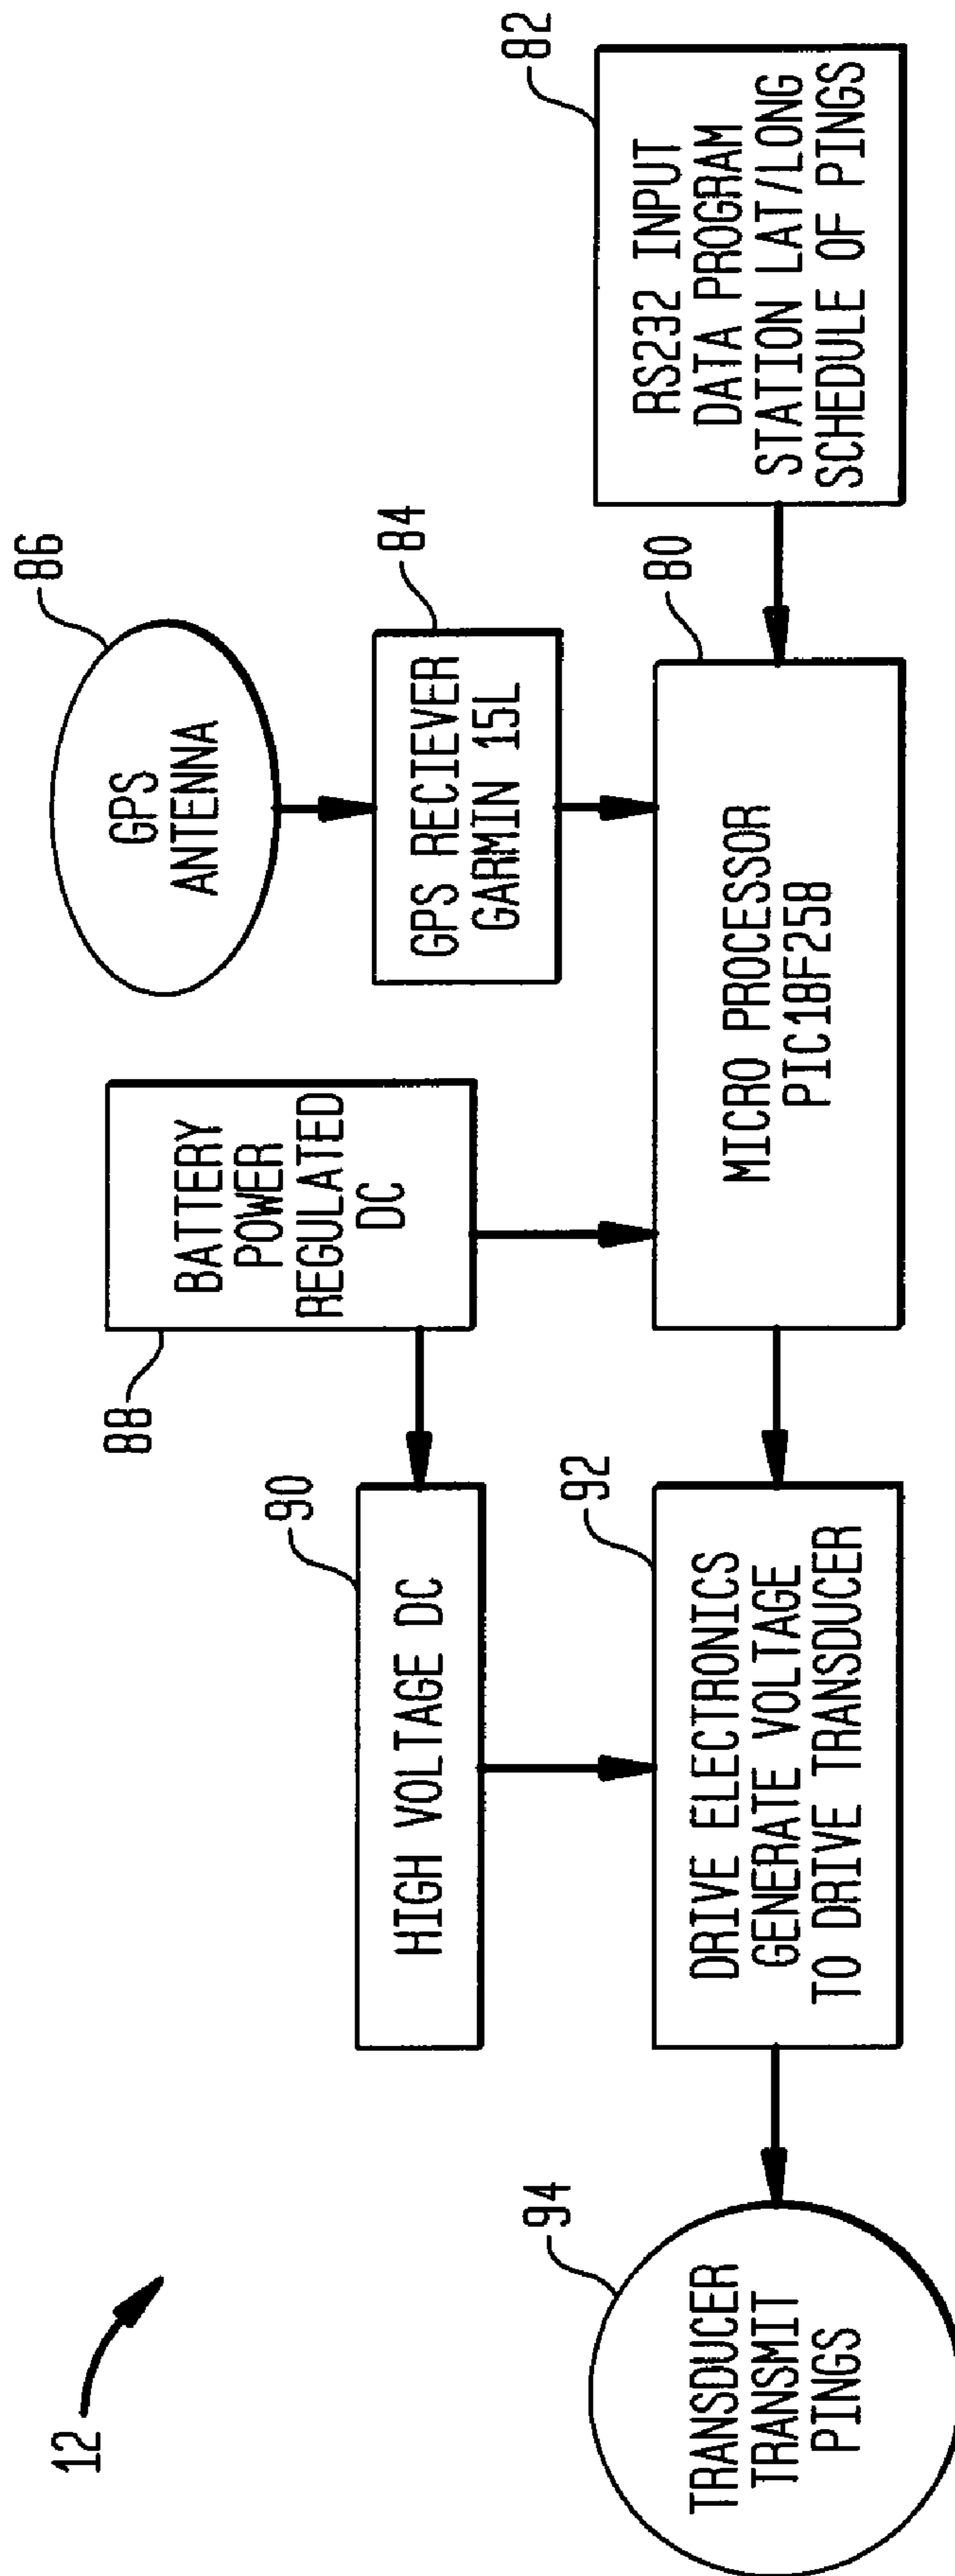 12
86
GPS
ANTENNA
84
GPS RECIEVER
GARMIN 15L
88
BATTERY
POWER
REGULATED
DC
90
HIGH VOLTAGE DC
82
RS232 INPUT
DATA PROGRAM
STATION LAT/LONG
SCHEDULE OF PINGS
80
MICRO PROCESSOR
PIC18F258
92
DRIVE ELECTRONICS
GENERATE VOLTAGE
TO DRIVE TRANSDUCER
94
TRANSDUCER
TRANSMIT
PINGS